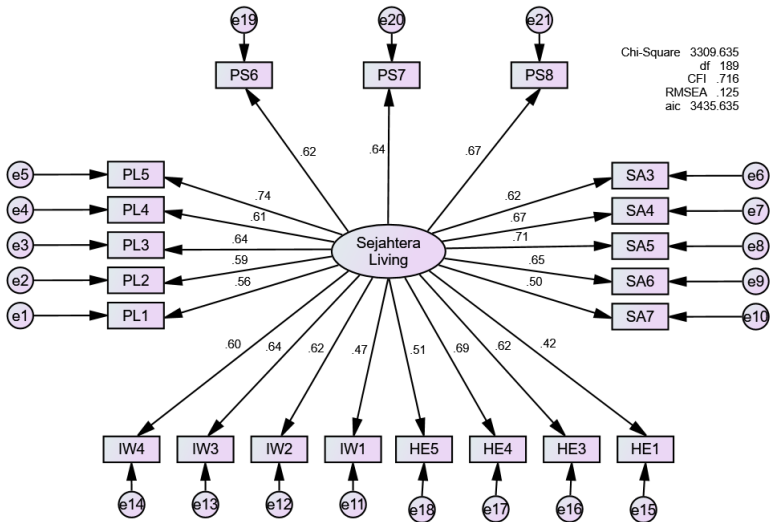 e19
e20
e21
Chi-Square 3309.635
df 189
CFI .716
RMSEA .125
aic 3435.635
PS6
PS7
PS8
.62
.64
.67
e5
PL5
.74
.62
SA3
e6
e4
PL4
.61
.67
SA4
e7
e3
PL3
.64
Sejahtera
Living
.71
SA5
e8
e2
PL2
.59
.65
SA6
e9
e1
PL1
.56
.50
SA7
e10
.60
.64
.62
.47
.51
.69
.62
.42
IW4
IW3
IW2
IW1
HE5
HE4
HE3
HE1
e14
e13
e12
e11
e18
e17
e16
e15